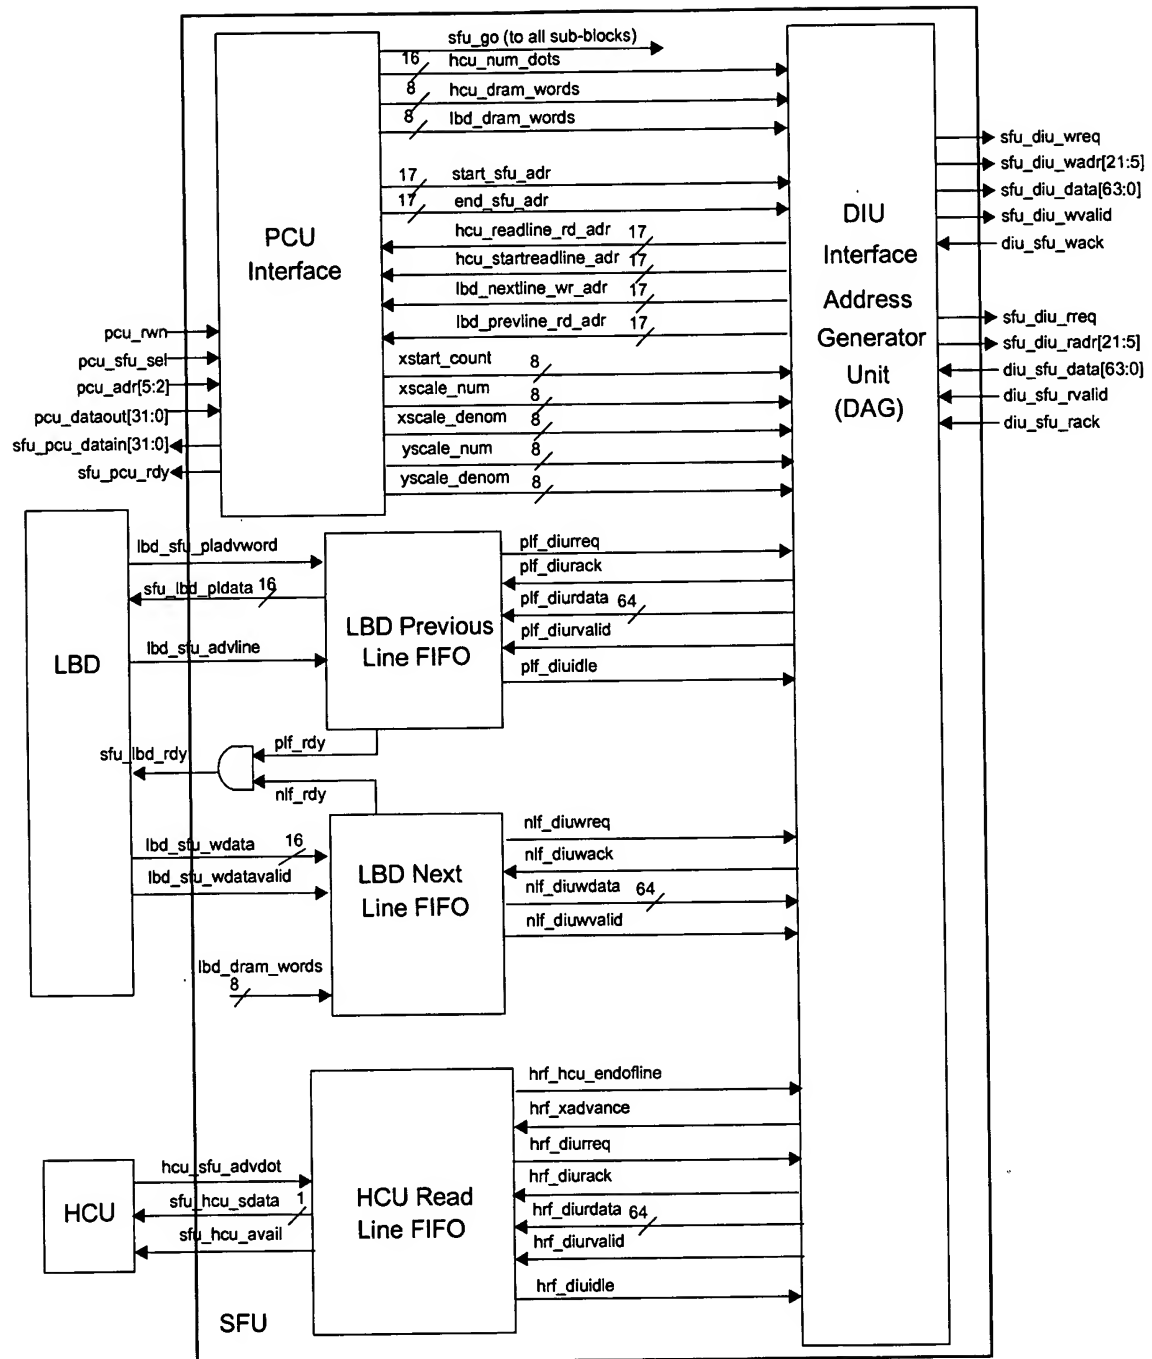 sfu_go (to all sub-blocks)
16 hcu_num_dots
8 hcu_dram_words
8 lbd_dram_words
17 start_sfu_adr
17 end_sfu_adr
hcu_readline_rd_adr 17
hcu_startreadline_adr 17
lbd_nextline_wr_adr 17
lbd_prevline_rd_adr 17
xstart_count 8
xscale_num 8
xscale_denom 8
yscale_num 8
yscale_denom 8
PCU
Interface
pcu_rwn
pcu_sfu_sel
pcu_adr[5:2]
pcu_dataout[31:0]
sfu_pcu_datain[31:0]
sfu_pcu_rdy
DIU
Interface
Address
Generator
Unit
(DAG)
sfu_diu_wreq
sfu_diu_wadr[21:5]
sfu_diu_data[63:0]
sfu_diu_wvalid
diu_sfu_wack
sfu_diu_rreq
sfu_diu_radr[21:5]
diu_sfu_data[63:0]
diu_sfu_rvalid
diu_sfu_rack
LBD
lbd_sfu_pladvword
sfu_lbd_pldata 16
lbd_sfu_advline
LBD Previous
Line FIFO
plf_diurreq
plf_diurack
plf_diurdata 64
plf_diurvalid
plf_diuidle
sfu_lbd_rdy
plf_rdy
nlf_rdy
lbd_sfu_wdata 16
lbd_sfu_wdatavalid
lbd_dram_words
8
LBD Next
Line FIFO
nlf_diuwreq
nlf_diuwack
nlf_diuwdata 64
nlf_diuwvalid
HCU
hcu_sfu_advdot
sfu_hcu_sdata 1
sfu_hcu_avail
HCU Read
Line FIFO
hrf_hcu_endofline
hrf_xadvance
hrf_diurreq
hrf_diurack
hrf_diurdata 64
hrf_diurvalid
hrf_diuidle
SFU